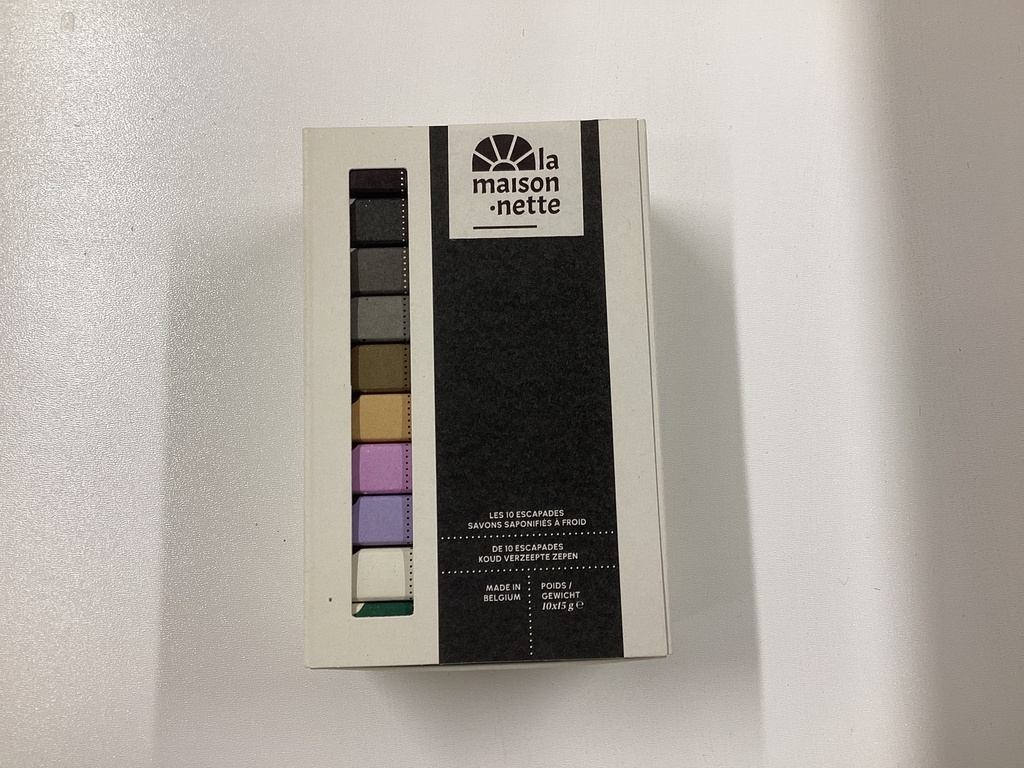 la
maison
·nette
LES 10 ESCAPADES
SAVONS SAPONIFIÉS À FROID
DE 10 ESCAPADES
KOUD VERZEEPTE ZEPEN
MADE IN
BELGIUM
POIDS /
GEWICHT
10x15 g ℮